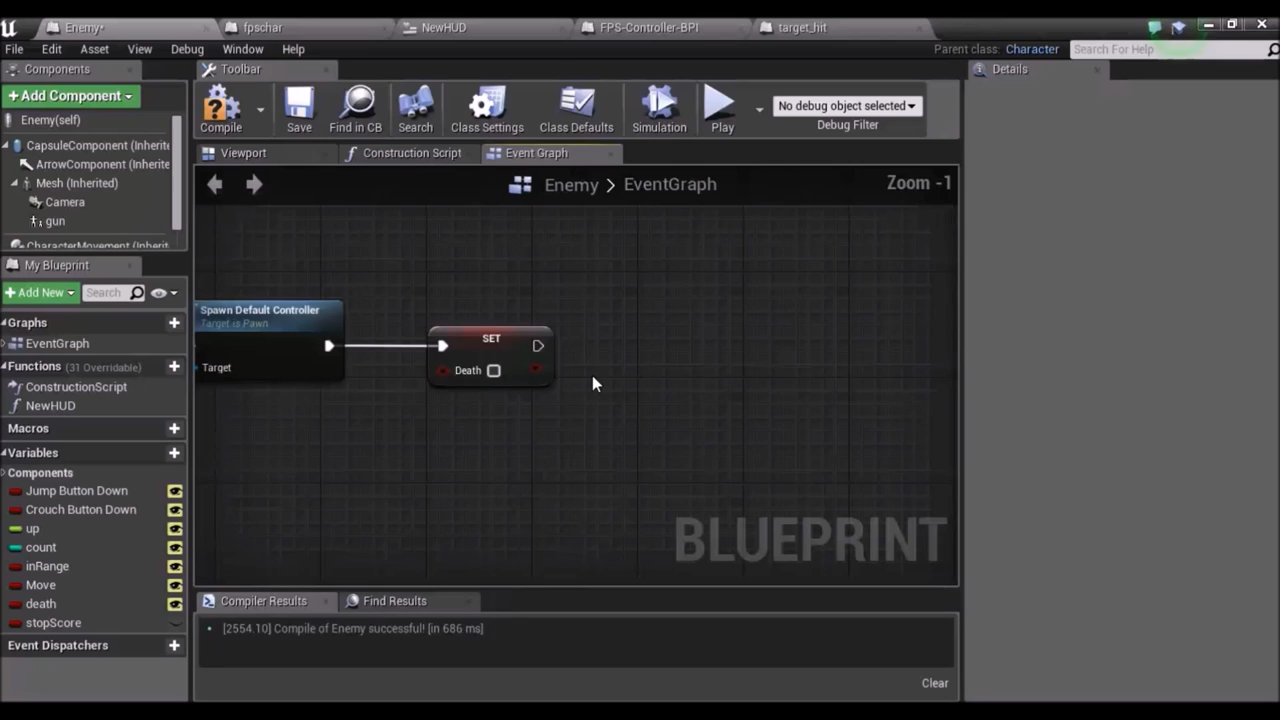 Enemy•
fpschar
NewHUD
FPS-Controller-BPI
target_hit
File
Edit
Asset
View
Debug
Window
Help
Parent class: Character
Search For Help
Components
+Add Component
Enemy(self)
CapsuleComponent (Inherite
ArrowComponent (Inherite
Mesh (Inherited)
Camera
gun
CharacterMovement (Inherit
My Blueprint
+Add New
Search
Graphs
EventGraph
Functions (31 Overridable)
ConstructionScript
NewHUD
Macros
Variables
Components
Jump Button Down
Crouch Button Down
up
count
inRange
Move
death
stopScore
Event Dispatchers
Toolbar
Compile
Save
Find in CB
Search
Class Settings
Class Defaults
Simulation
Play
No debug object selected
Debug Filter
Viewport
Construction Script
Event Graph
Enemy > EventGraph
Zoom -1
Spawn Default Controller
Target is Pawn
Target
SET
Death
BLUEPRINT
Compiler Results
Find Results
• [2554.10] Compile of Enemy successful! [in 686 ms]
Clear
Details